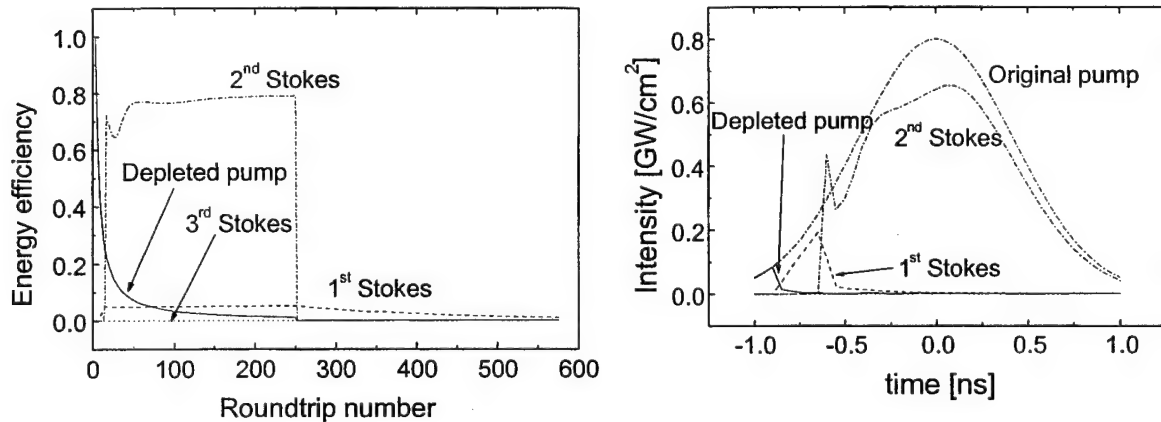 1.0
0.8
0.6
0.4
0.2
0.0
Energy efficiency
2nd Stokes
Depleted pump
3rd Stokes
1st Stokes
0 100 200 300 400 500 600
Roundtrip number
0.8
0.6
0.4
0.2
0.0
Intensity [GW/cm²]
Original pump
Depleted pump
2nd Stokes
1st Stokes
-1.0 -0.5 0.0 0.5 1.0
time [ns]